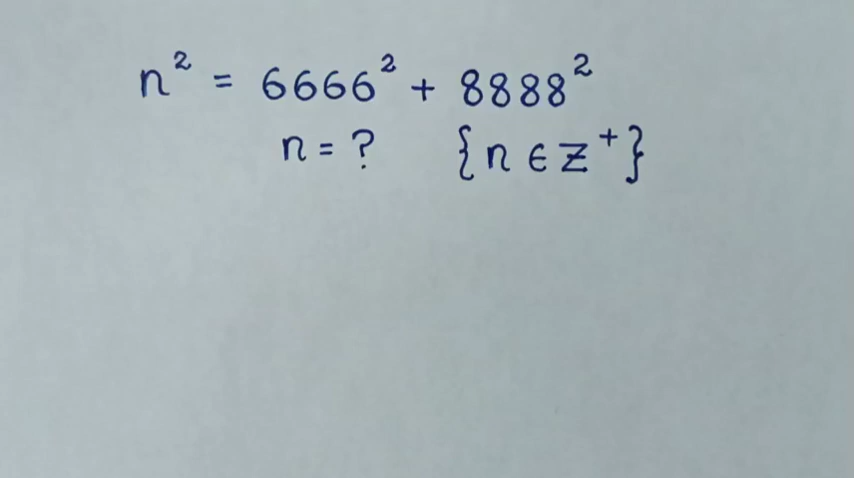 n² = 6666² + 8888²
n = ? {n ∈ Z⁺}